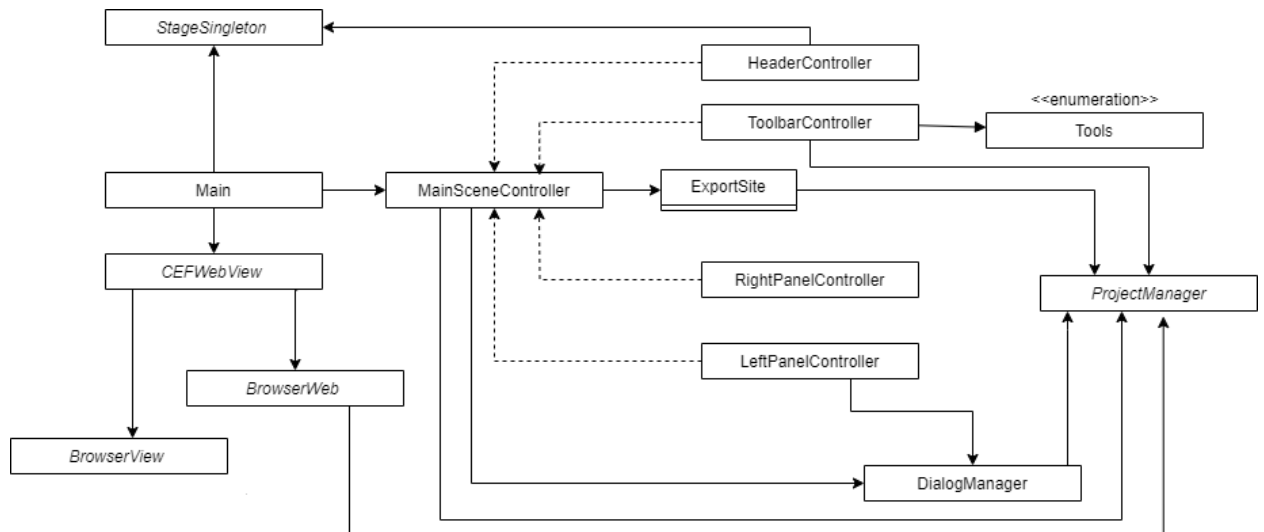 StageSingleton
HeaderController
<<enumeration>>
ToolbarController
Tools
Main
MainSceneController
ExportSite
CEFWebView
RightPanelController
ProjectManager
LeftPanelController
BrowserWeb
BrowserView
DialogManager